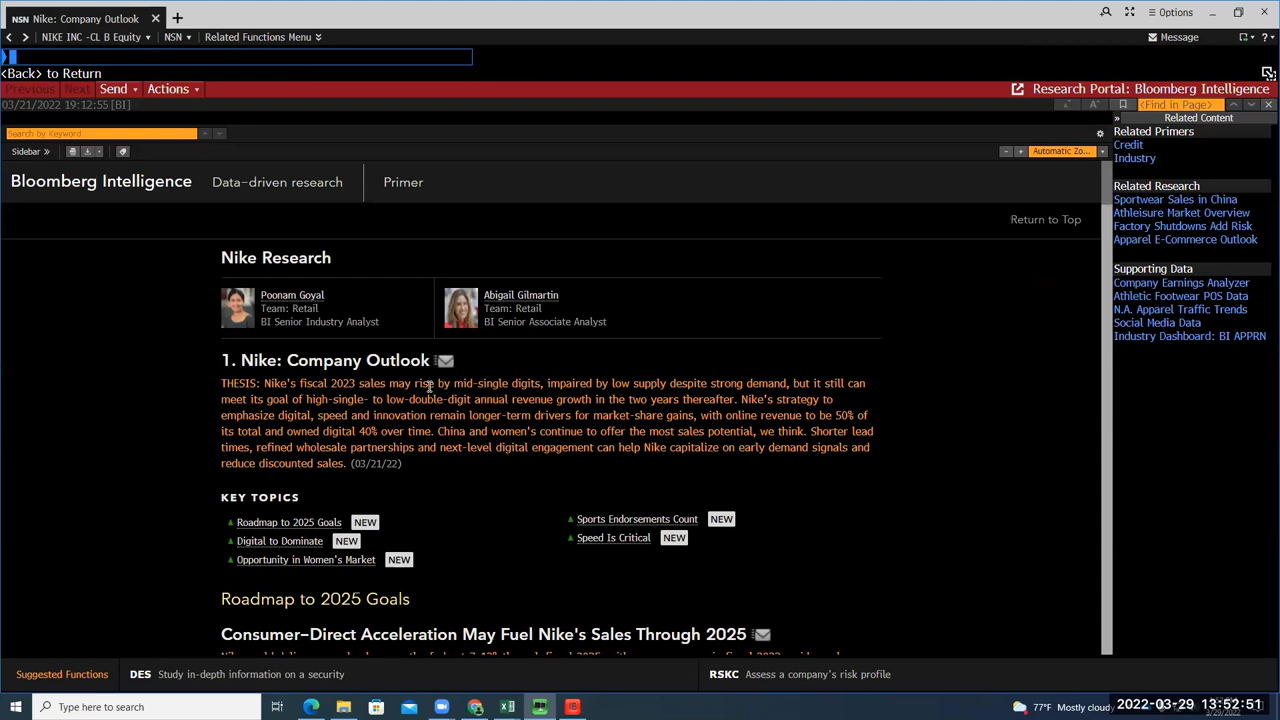 NSN Nike: Company Outlook
Options
NIKE INC -CL B Equity NSN Related Functions Menu
Message
<Back> to Return
Previous Next Send Actions
Research Portal: Bloomberg Intelligence
03/21/2022 19:12:55 [BI]
<Find in Page>
Search by Keyword
Sidebar
Automatic Zo...
Bloomberg Intelligence Data-driven research Primer
Return to Top
Nike Research
Poonam Goyal
Team: Retail
BI Senior Industry Analyst
Abigail Gilmartin
Team: Retail
BI Senior Associate Analyst
1. Nike: Company Outlook
THESIS: Nike's fiscal 2023 sales may rise by mid-single digits, impaired by low supply despite strong demand, but it still can
meet its goal of high-single- to low-double-digit annual revenue growth in the two years thereafter. Nike's strategy to
emphasize digital, speed and innovation remain longer-term drivers for market-share gains, with online revenue to be 50% of
its total and owned digital 40% over time. China and women's continue to offer the most sales potential, we think. Shorter lead
times, refined wholesale partnerships and next-level digital engagement can help Nike capitalize on early demand signals and
reduce discounted sales. (03/21/22)
KEY TOPICS
Roadmap to 2025 Goals NEW
Digital to Dominate NEW
Opportunity in Women's Market NEW
Sports Endorsements Count NEW
Speed Is Critical NEW
Roadmap to 2025 Goals
Consumer-Direct Acceleration May Fuel Nike's Sales Through 2025
Related Content
Related Primers
Credit
Industry
Related Research
Sportwear Sales in China
Athleisure Market Overview
Factory Shutdowns Add Risk
Apparel E-Commerce Outlook
Supporting Data
Company Earnings Analyzer
Athletic Footwear POS Data
N.A. Apparel Traffic Trends
Social Media Data
Industry Dashboard: BI APPRN
Suggested Functions DES Study in-depth information on a security RSKC Assess a company's risk profile
Type here to search
77°F Mostly cloudy
2022-03-29 13:52:51